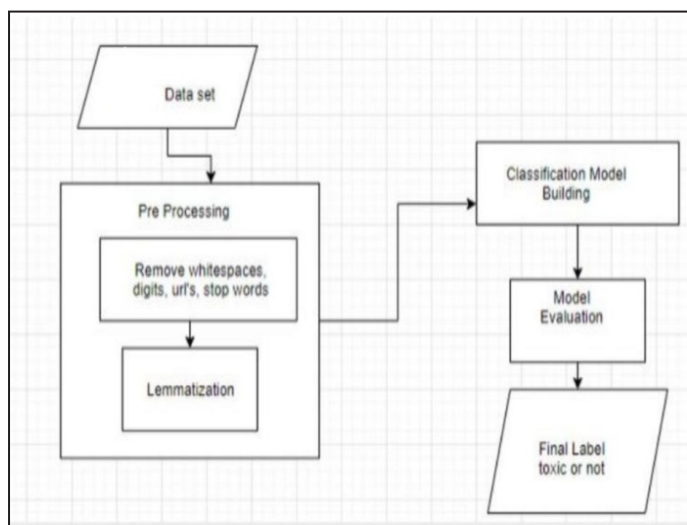 Data set
Pre Processing
Remove whitespaces,
digits, url's, stop words
Lemmatization
Classification Model
Building
Model
Evaluation
Final Label
toxic or not